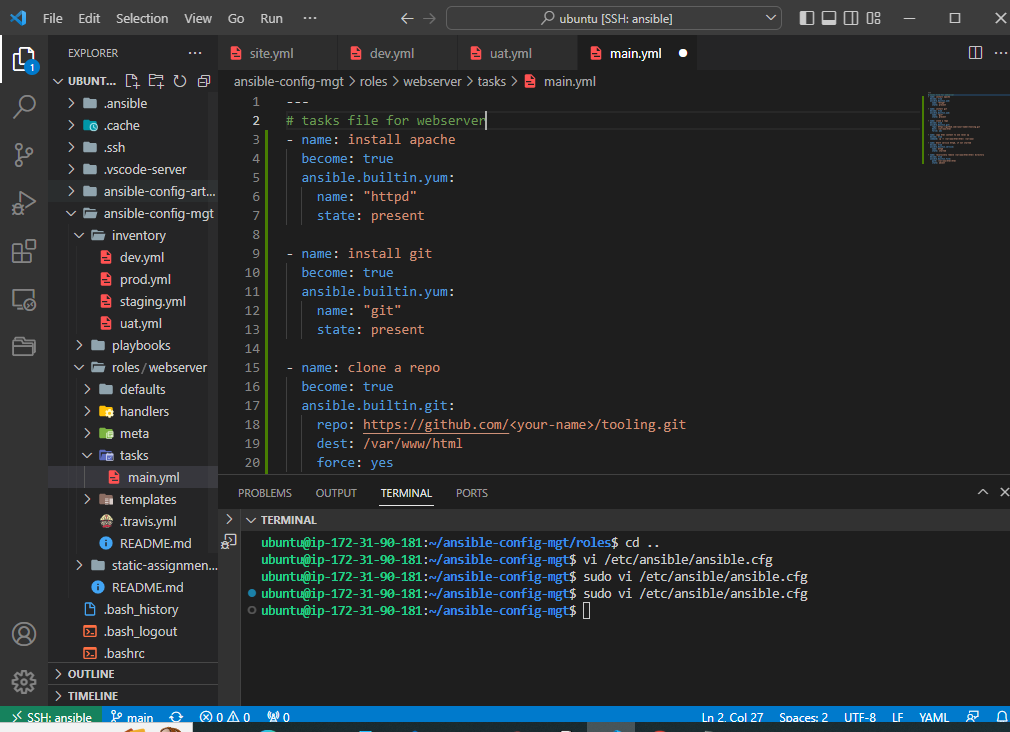 File Edit Selection View Go Run ··· ubuntu [SSH: ansible]
EXPLORER ···
site.yml dev.yml uat.yml main.yml
UBUNT...
ansible-config-mgt > roles > webserver > tasks > main.yml
.ansible
.cache
.ssh
.vscode-server
ansible-config-art...
ansible-config-mgt
inventory
dev.yml
prod.yml
staging.yml
uat.yml
playbooks
roles/webserver
defaults
handlers
meta
tasks
main.yml
templates
.travis.yml
README.md
static-assignmen...
README.md
.bash_history
.bash_logout
.bashrc
OUTLINE
TIMELINE
1
1 ---
2 # tasks file for webserver
3 - name: install apache
4 become: true
5 ansible.builtin.yum:
6 name: "httpd"
7 state: present
8
9 - name: install git
10 become: true
11 ansible.builtin.yum:
12 name: "git"
13 state: present
14
15 - name: clone a repo
16 become: true
17 ansible.builtin.git:
18 repo: https://github.com/<your-name>/tooling.git
19 dest: /var/www/html
20 force: yes
PROBLEMS OUTPUT TERMINAL PORTS
TERMINAL
ubuntu@ip-172-31-90-181:~/ansible-config-mgt/roles$ cd ..
ubuntu@ip-172-31-90-181:~/ansible-config-mgt$ vi /etc/ansible/ansible.cfg
ubuntu@ip-172-31-90-181:~/ansible-config-mgt$ sudo vi /etc/ansible/ansible.cfg
ubuntu@ip-172-31-90-181:~/ansible-config-mgt$ sudo vi /etc/ansible/ansible.cfg
ubuntu@ip-172-31-90-181:~/ansible-config-mgt$
SSH: ansible main 0 0 0 Ln 2, Col 27 Spaces: 2 UTF-8 LF YAML